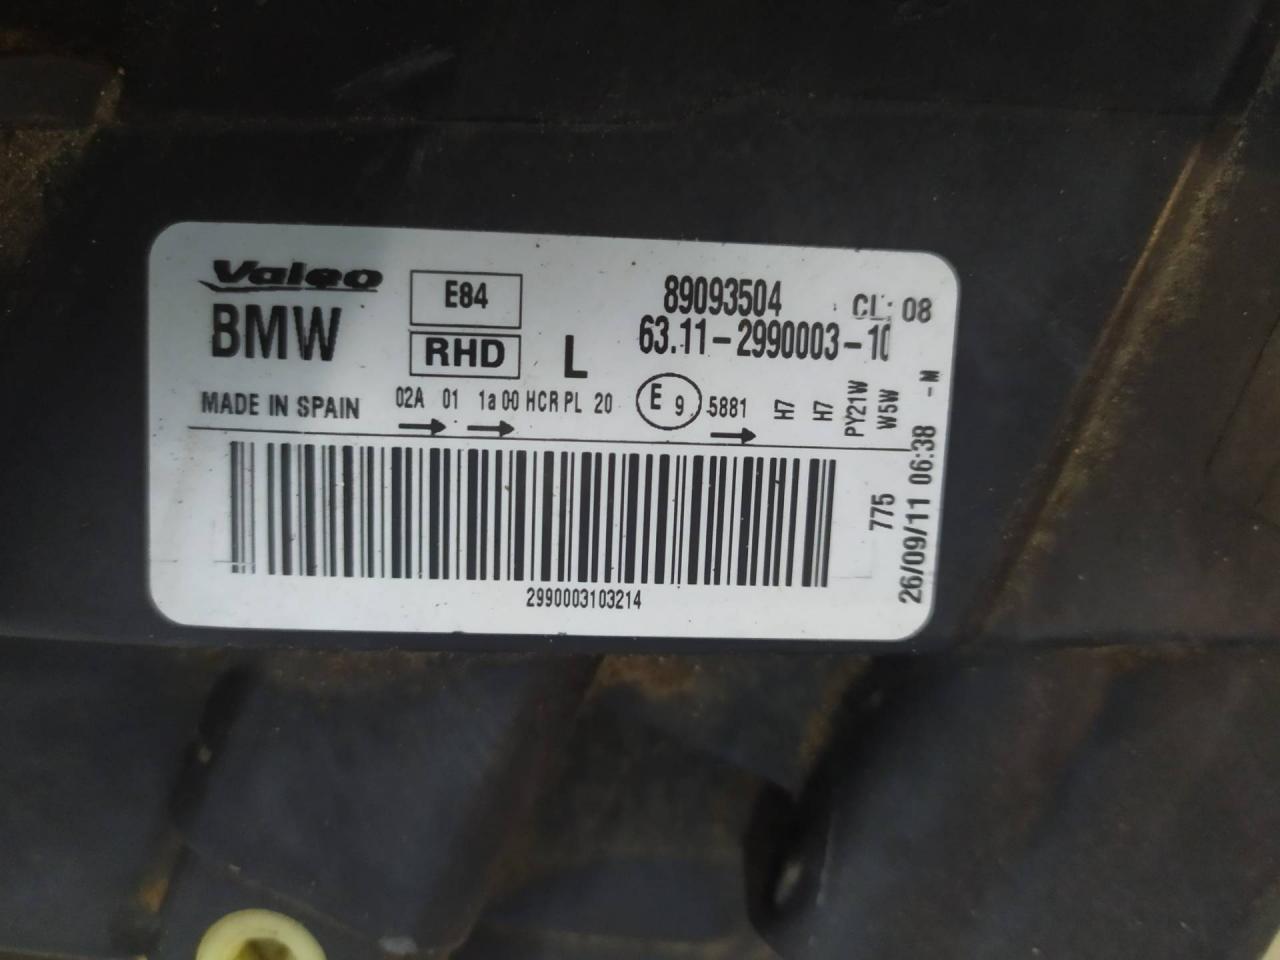 Valeo
BMW
E84
RHD
L
89093504
CL: 08
63.11-2990003-10
MADE IN SPAIN
02A 01 1a 00 HCR PL 20
E 9
5881
H7
H7
PY21W
W5W
775
26/09/11 06:38 -M
2990003103214